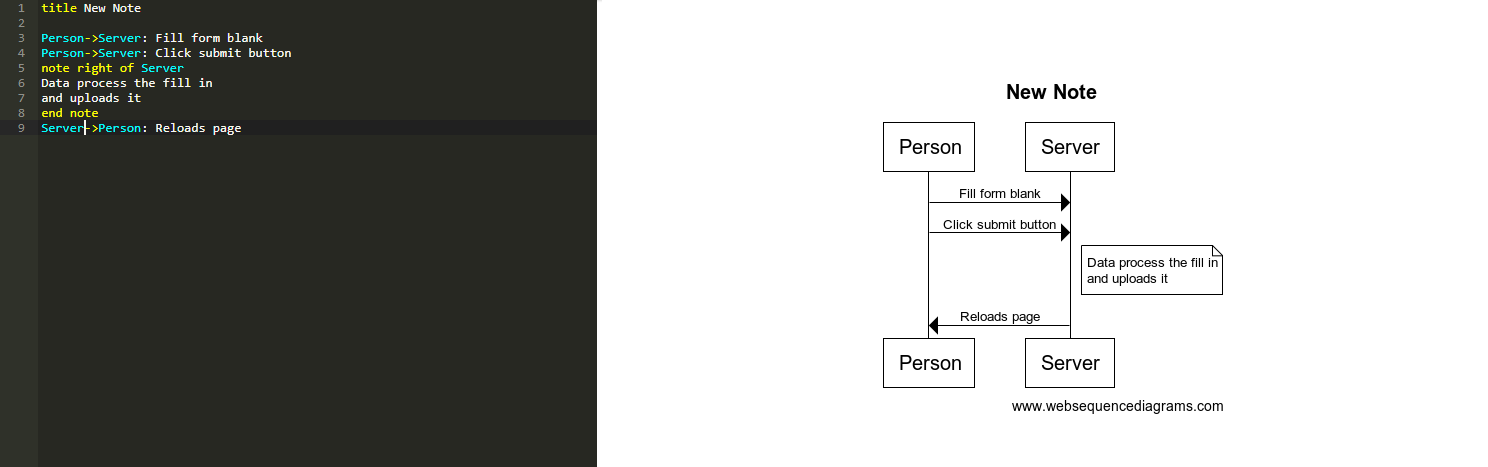 1 title New Note
2
3 Person->Server: Fill form blank
4 Person->Server: Click submit button
5 note right of Server
6 Data process the fill in
7 and uploads it
8 end note
9 Server->Person: Reloads page
New Note
Person Server
Fill form blank
Click submit button
Data process the fill in
and uploads it
Reloads page
Person Server
www.websequencediagrams.com